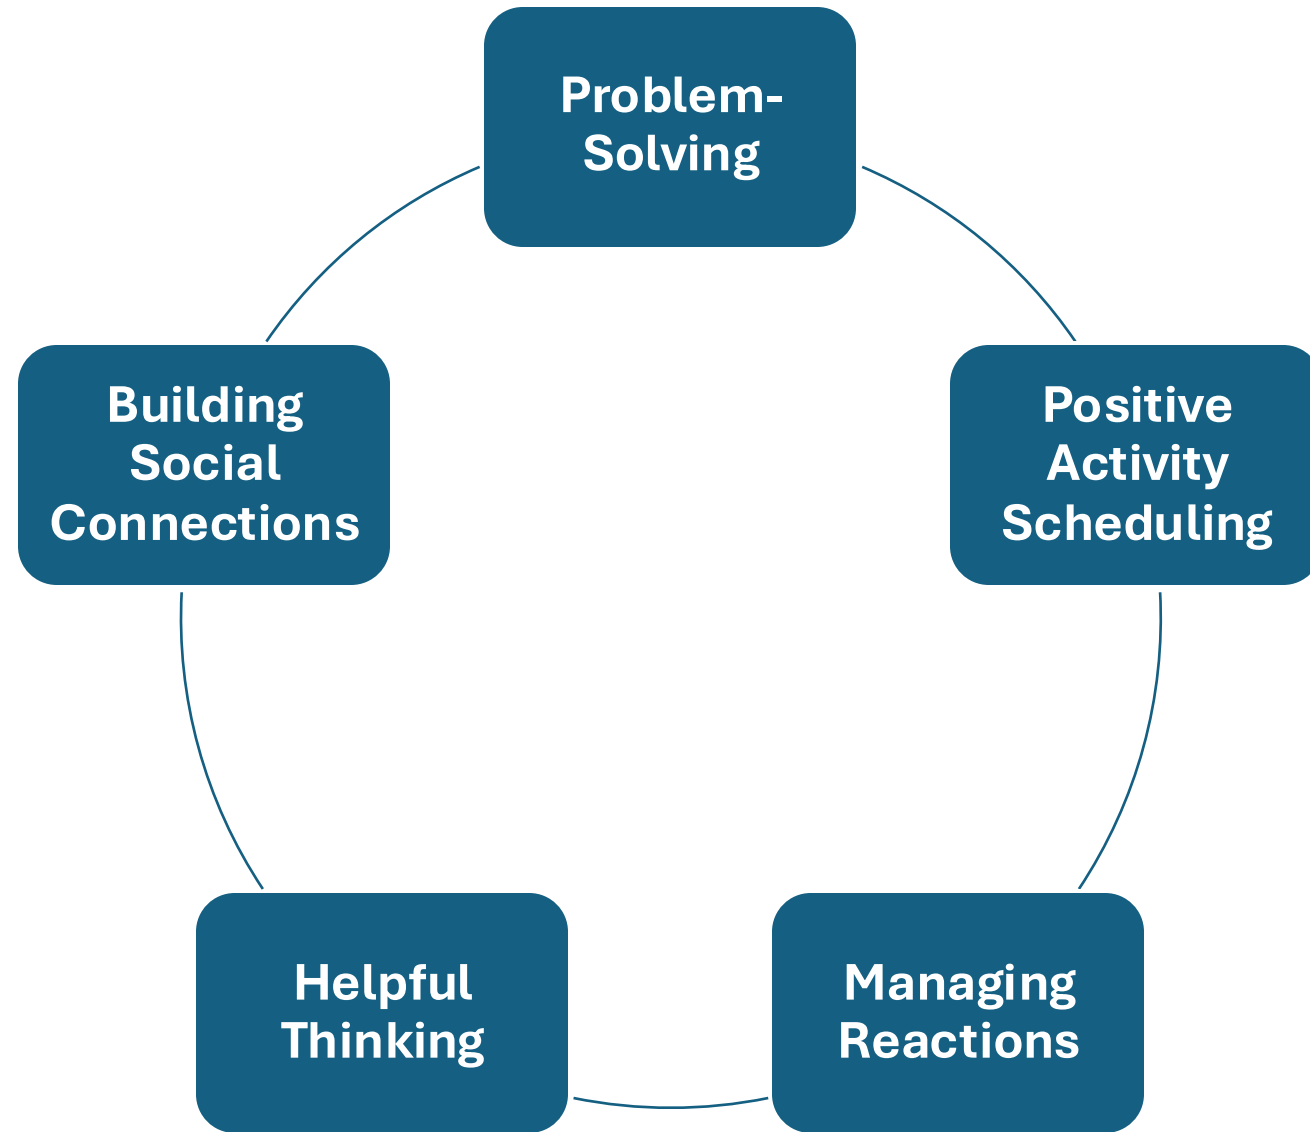 Problem-
Solving
Building
Social
Connections
Positive
Activity
Scheduling
Helpful
Thinking
Managing
Reactions